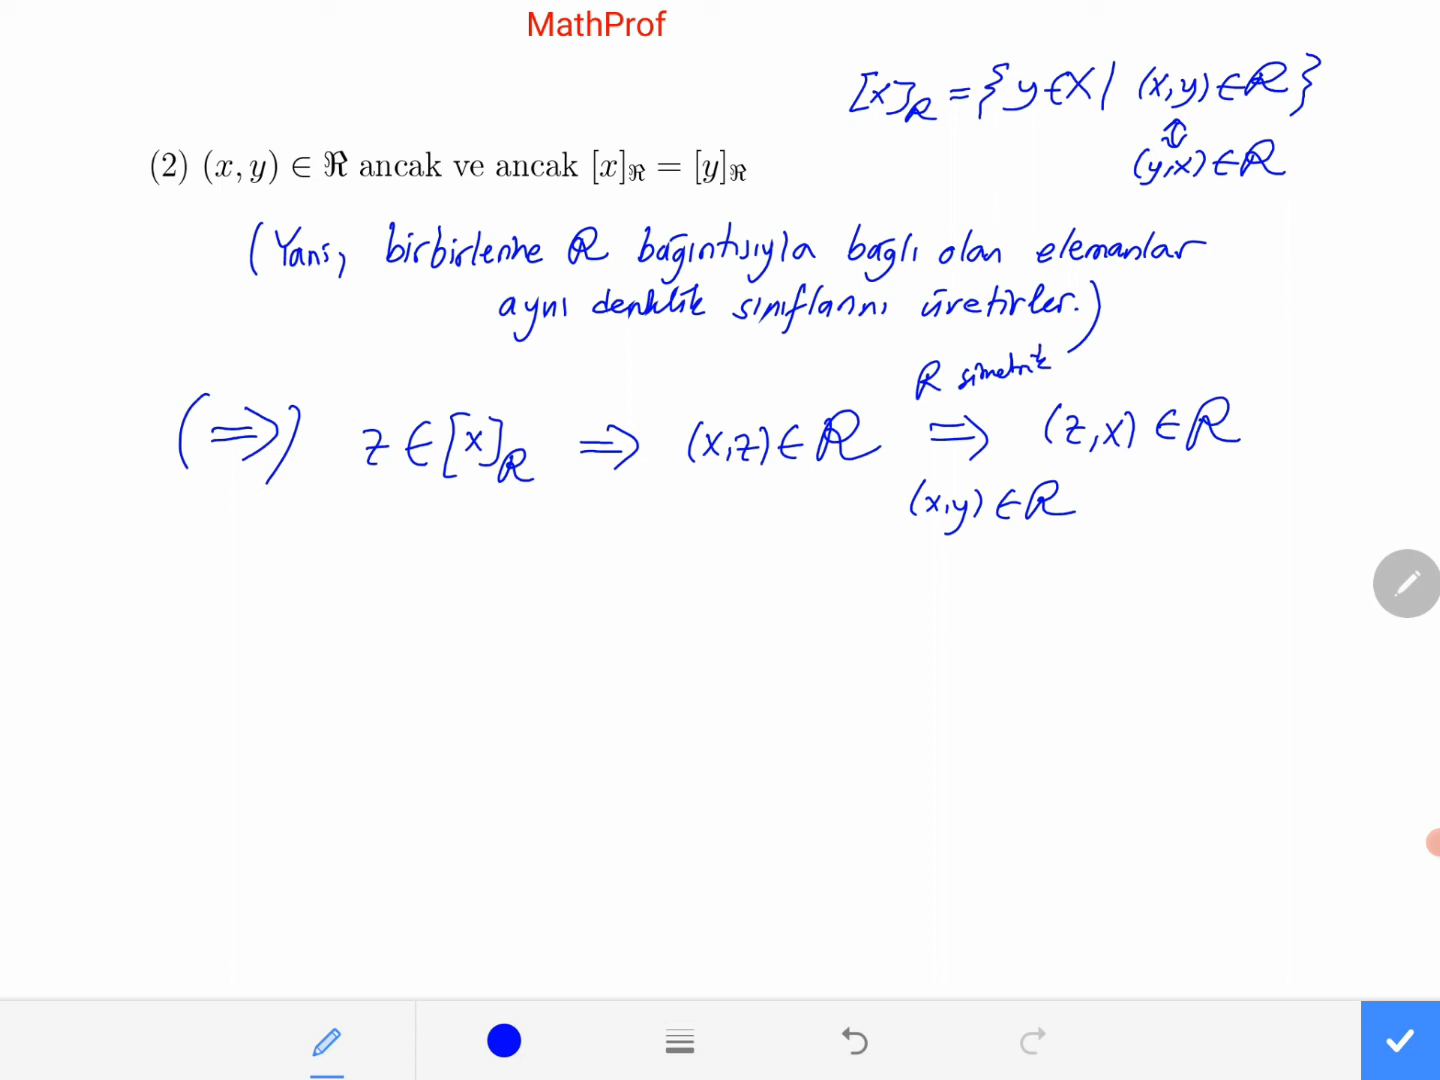 MathProf
[x]_R = { y ∈ X | (x,y) ∈ R }
⇕
(y,x) ∈ R
(2) (x, y) ∈ ℜ ancak ve ancak [x]_ℜ = [y]_ℜ
(Yani, birbirlerine R bağıntısıyla bağlı olan elemanlar
aynı denklik sınıflarını üretirler.)
R simetrik
(⇒) z ∈ [x]_R ⇒ (x,z) ∈ R ⇒ (z,x) ∈ R
(x,y) ∈ R